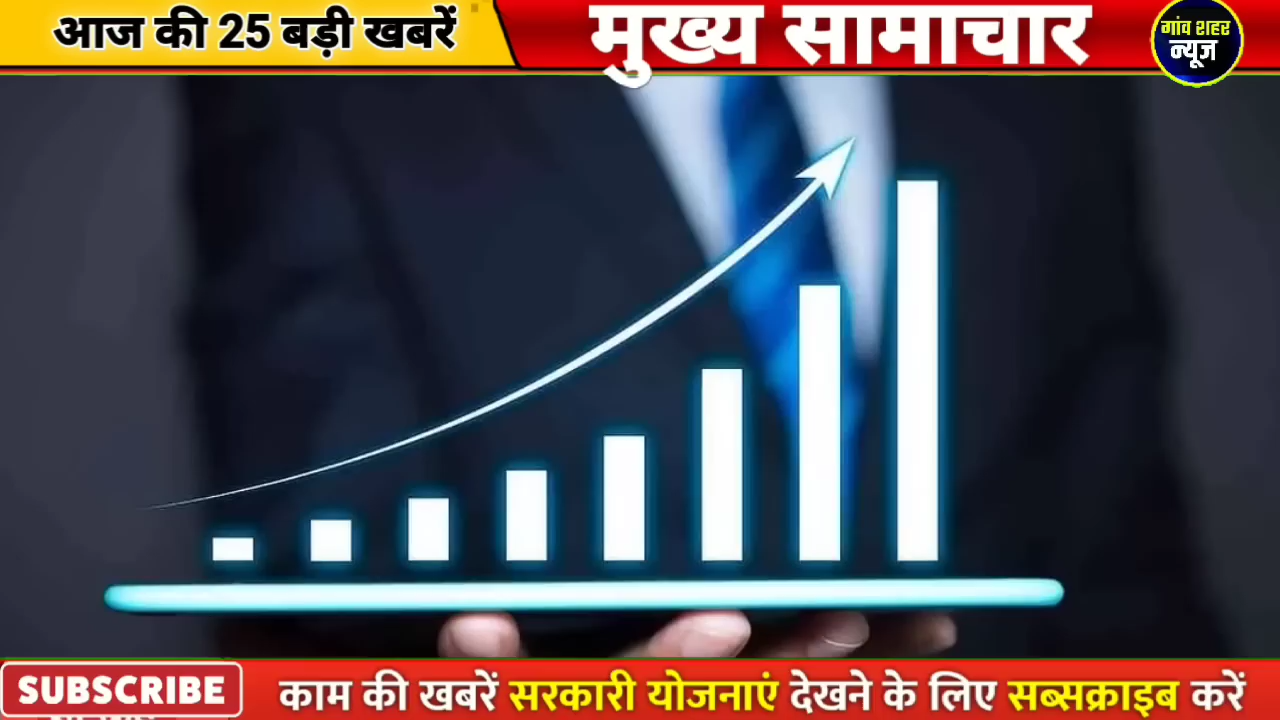 आज की 25 बड़ी खबरें
मुख्य सामाचार
गांव शहर
न्यूज
SUBSCRIBE
काम की खबरें सरकारी योजनाएं देखने के लिए सब्सक्राइब करें